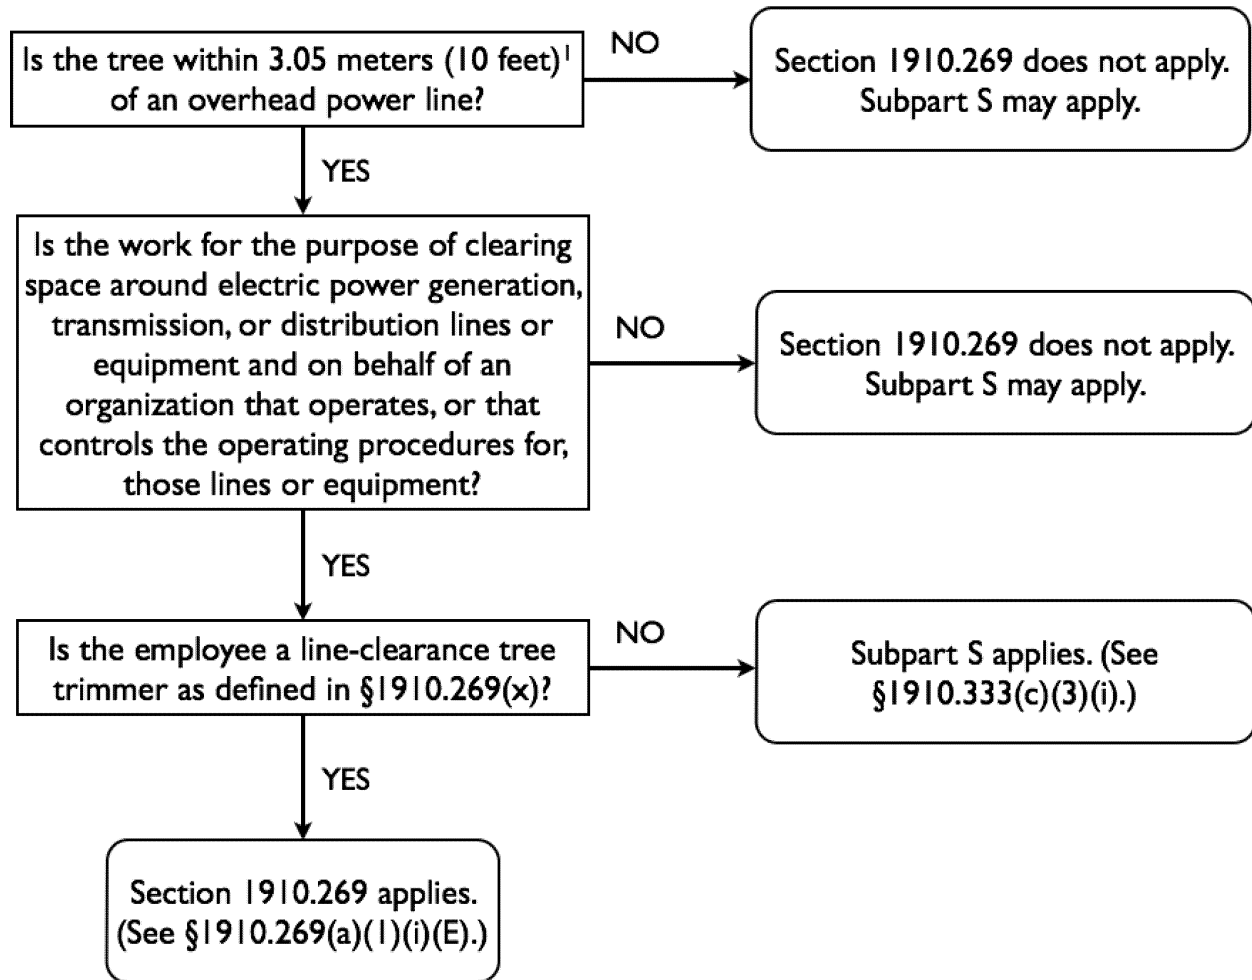 Is the tree within 3.05 meters (10 feet)¹
of an overhead power line?
NO
Section 1910.269 does not apply.
Subpart S may apply.
YES
Is the work for the purpose of clearing
space around electric power generation,
transmission, or distribution lines or
equipment and on behalf of an
organization that operates, or that
controls the operating procedures for,
those lines or equipment?
NO
Section 1910.269 does not apply.
Subpart S may apply.
YES
Is the employee a line-clearance tree
trimmer as defined in §1910.269(x)?
NO
Subpart S applies. (See
§1910.333(c)(3)(i).)
YES
Section 1910.269 applies.
(See §1910.269(a)(1)(i)(E).)